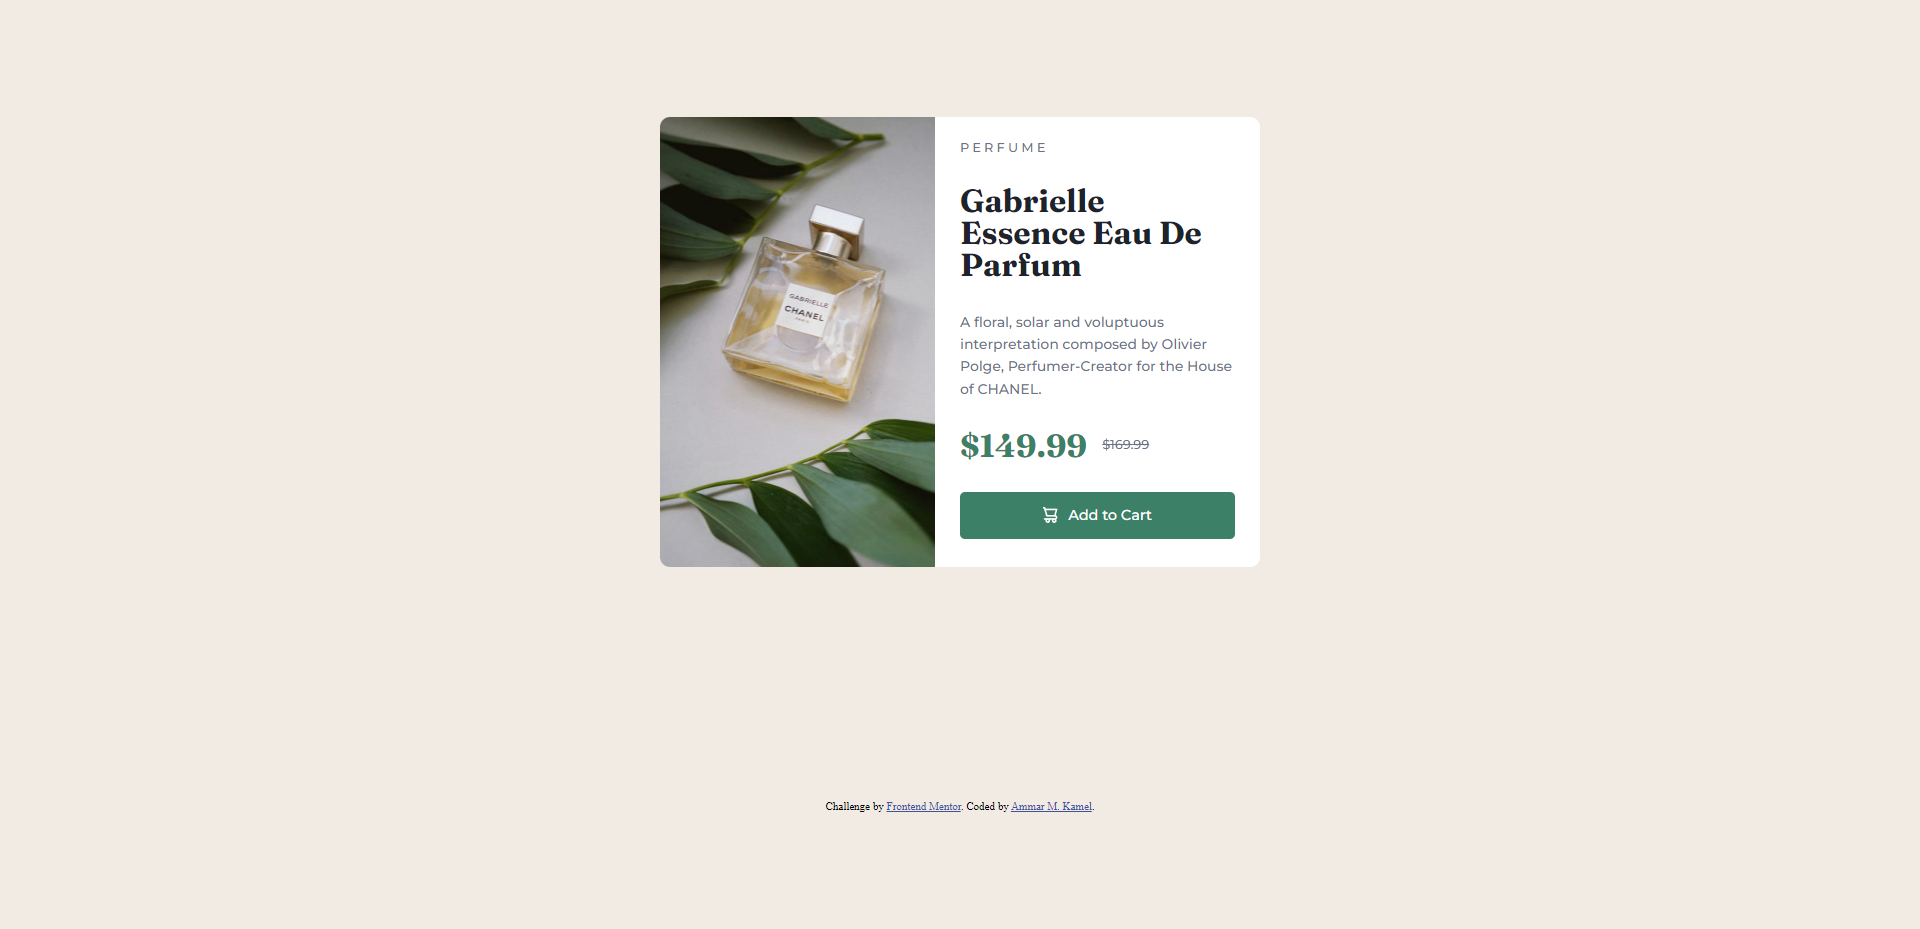 GABRIELLE
CHANEL
PARIS
PERFUME
Gabrielle
Essence Eau De
Parfum
A floral, solar and voluptuous
interpretation composed by Olivier
Polge, Perfumer-Creator for the House
of CHANEL.
$149.99 $169.99
Add to Cart
Challenge by Frontend Mentor. Coded by Ammar M. Kamel.